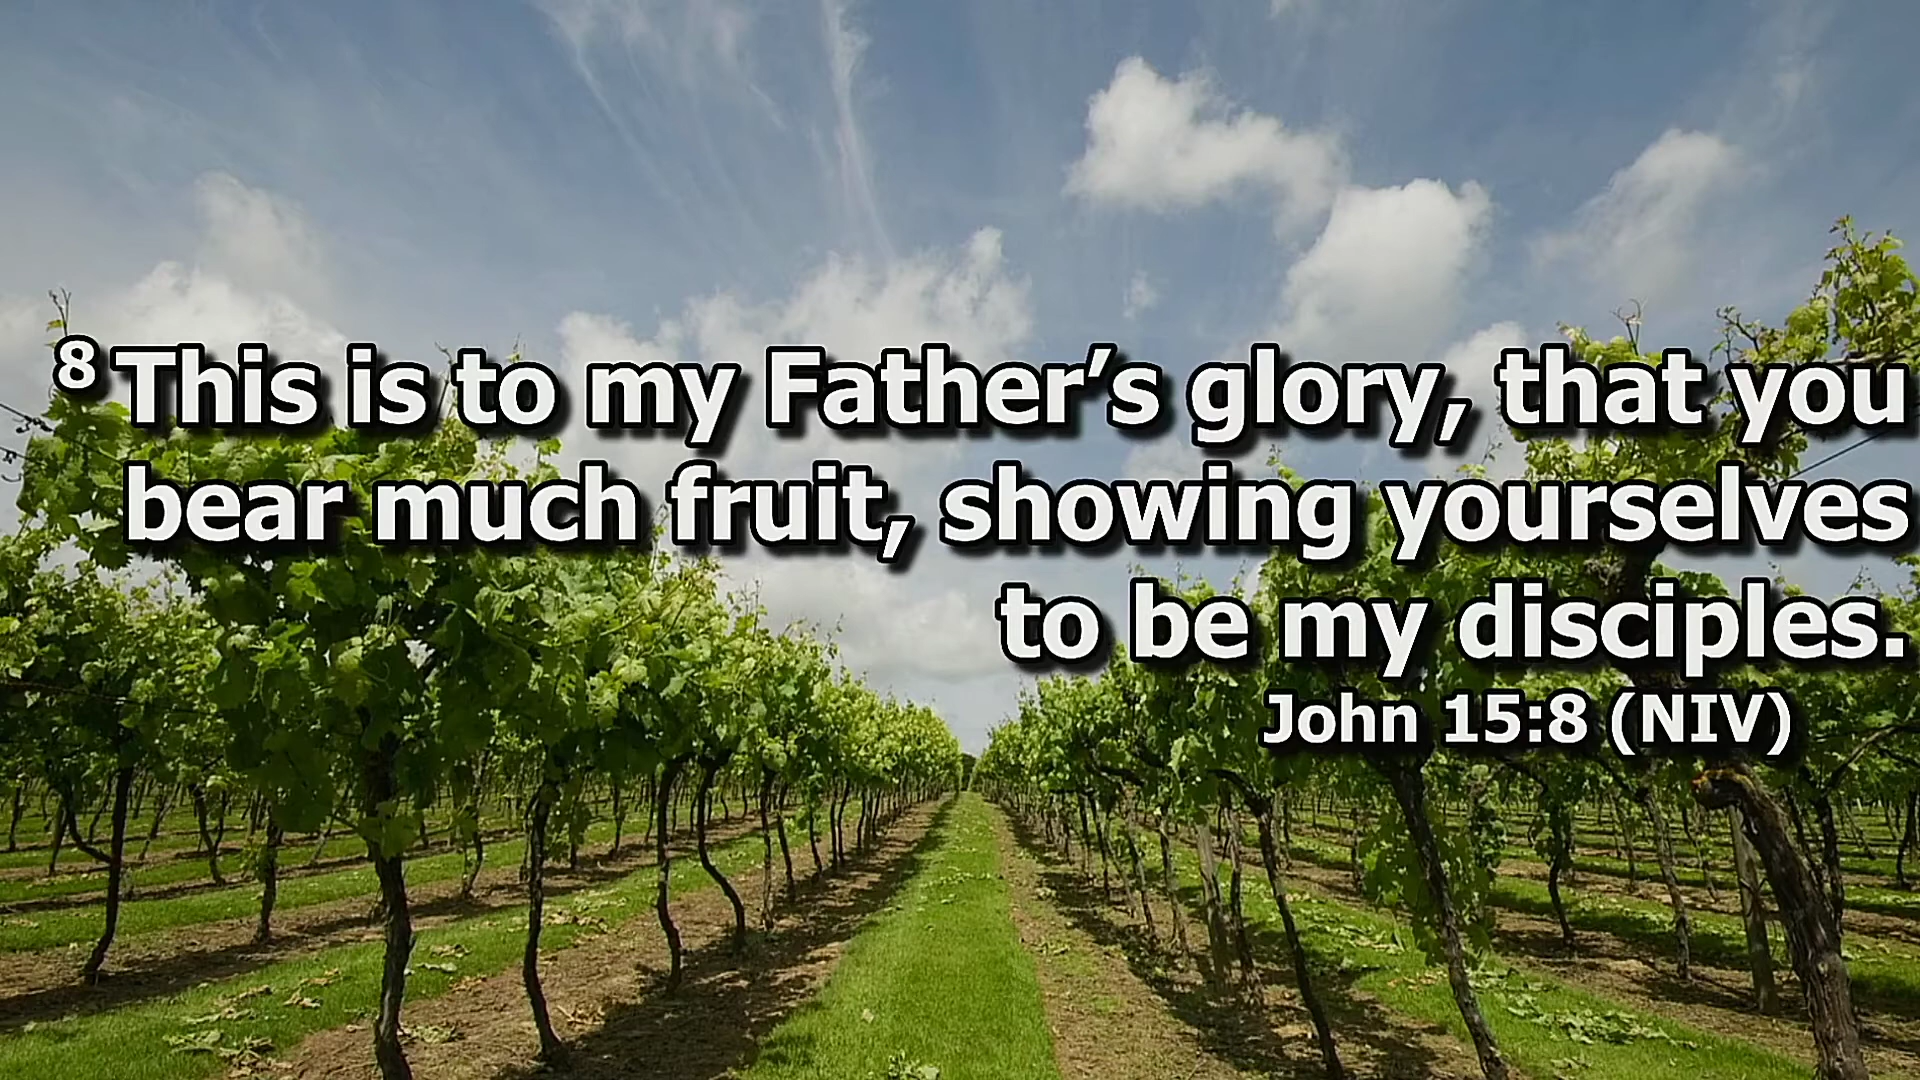 8 This is to my Father’s glory, that you
bear much fruit, showing yourselves
to be my disciples.
John 15:8 (NIV)